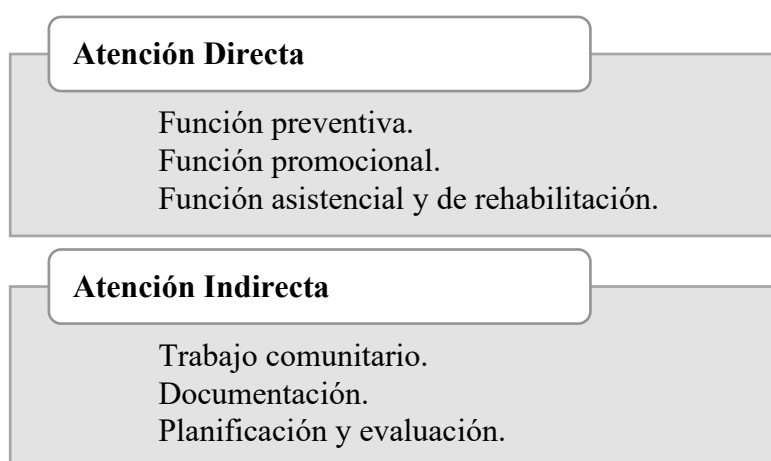 Atención Directa
Función preventiva.
Función promocional.
Función asistencial y de rehabilitación.
Atención Indirecta
Trabajo comunitario.
Documentación.
Planificación y evaluación.